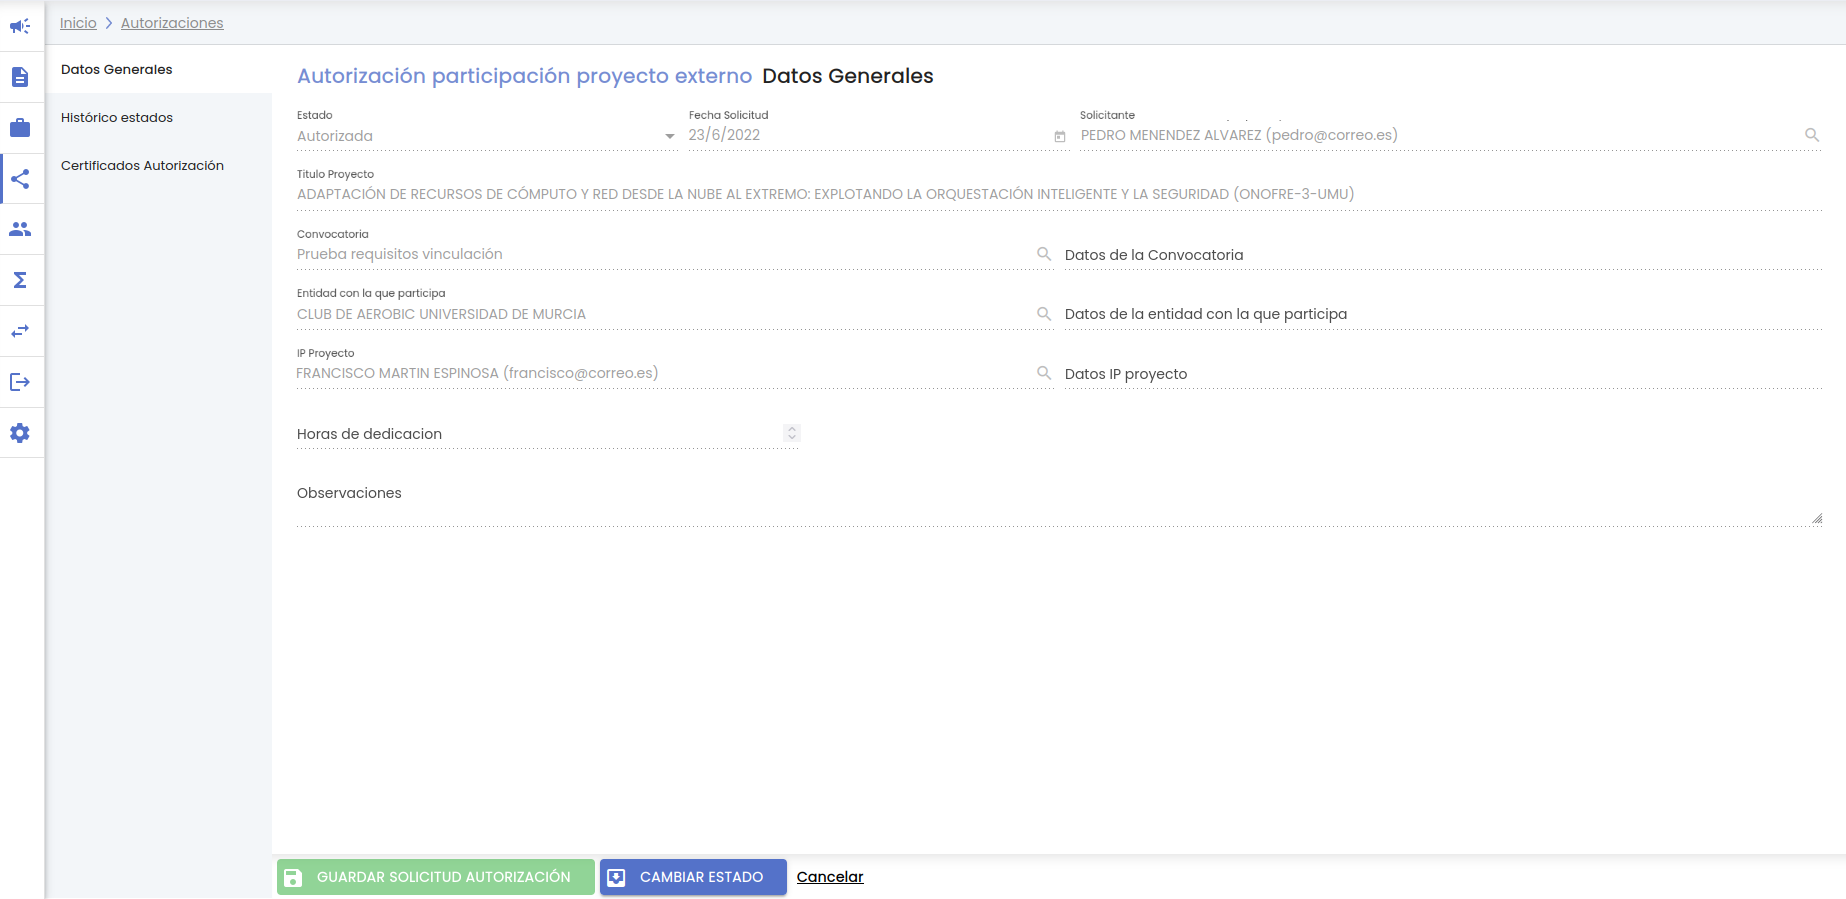 Inicio > Autorizaciones
Datos Generales
Histórico estados
Certificados Autorización
Autorización participación proyecto externo Datos Generales
Estado
Autorizada
Fecha Solicitud
23/6/2022
Solicitante
PEDRO MENENDEZ ALVAREZ (pedro@correo.es)
Titulo Proyecto
ADAPTACIÓN DE RECURSOS DE CÓMPUTO Y RED DESDE LA NUBE AL EXTREMO: EXPLOTANDO LA ORQUESTACIÓN INTELIGENTE Y LA SEGURIDAD (ONOFRE-3-UMU)
Convocatoria
Prueba requisitos vinculación
Datos de la Convocatoria
Entidad con la que participa
CLUB DE AEROBIC UNIVERSIDAD DE MURCIA
Datos de la entidad con la que participa
IP Proyecto
FRANCISCO MARTIN ESPINOSA (francisco@correo.es)
Datos IP proyecto
Horas de dedicacion
Observaciones
GUARDAR SOLICITUD AUTORIZACIÓN
CAMBIAR ESTADO
Cancelar